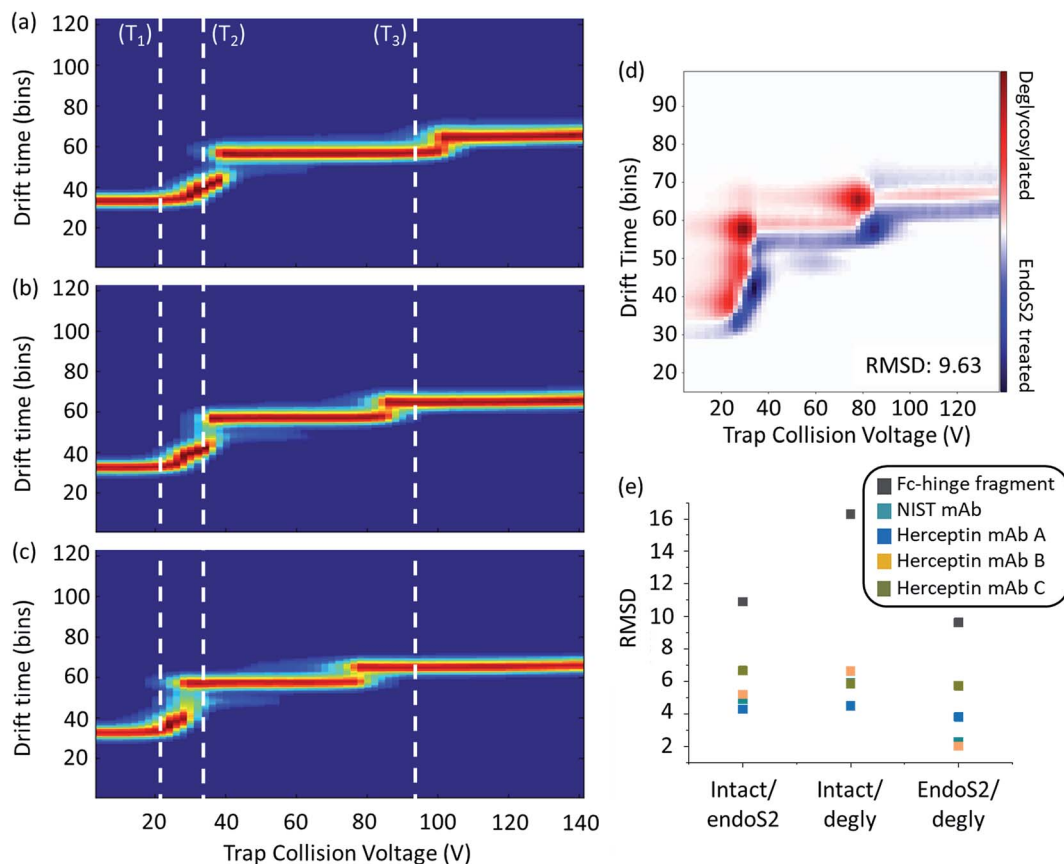 (a)
(T1)
(T2)
(T3)
120
100
80
60
40
20
Drift time (bins)
(b)
120
100
80
60
40
20
Drift time (bins)
(c)
120
100
80
60
40
20
Drift time (bins)
20 40 60 80 100 120 140
Trap Collision Voltage (V)
(d)
90
80
70
60
50
40
30
20
Drift Time (bins)
RMSD: 9.63
20 40 60 80 100 120
Trap Collision Voltage (V)
Deglycosylated
EndoS2 treated
(e)
Fc-hinge fragment
NIST mAb
Herceptin mAb A
Herceptin mAb B
Herceptin mAb C
16
14
12
10
8
6
4
2
RMSD
Intact/
endoS2
Intact/
degly
EndoS2/
degly